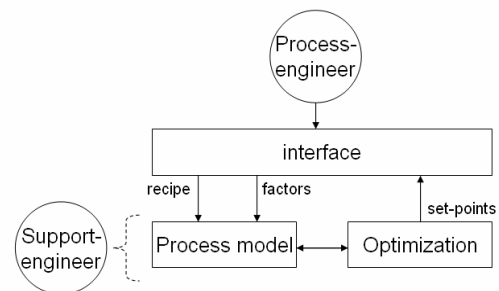 Process-
engineer
interface
recipe
factors
set-points
Support-
engineer
Process model
Optimization